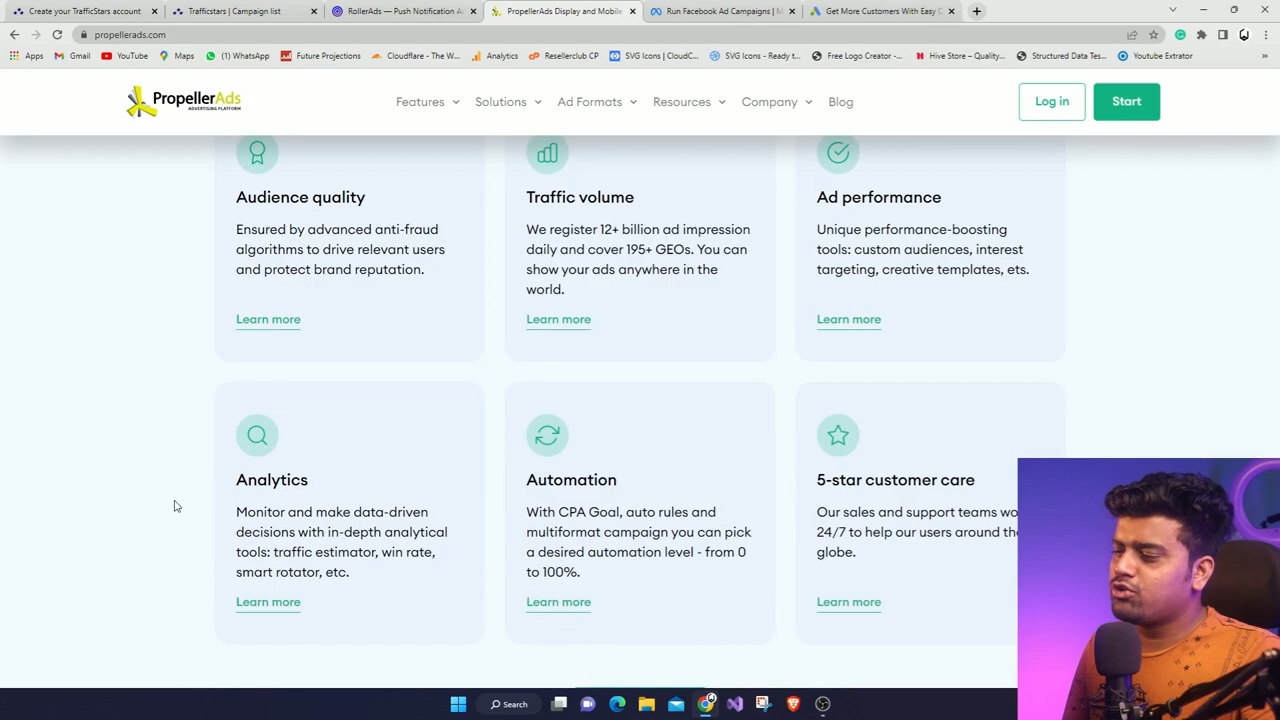 Create your TrafficStars account
Trafficstars | Campaign list
RollerAds — Push Notification A
PropellerAds Display and Mobile
Run Facebook Ad Campaigns | M
Get More Customers With Easy D
propellerads.com
Apps
Gmail
YouTube
Maps
(1) WhatsApp
Future Projections
Cloudflare - The W...
Analytics
Resellerclub CP
SVG Icons | CloudC...
SVG Icons - Ready t...
Free Logo Creator -...
Hive Store – Quality...
Structured Data Tes...
Youtube Extrator
PropellerAds
ADVERTISING PLATFORM
Features
Solutions
Ad Formats
Resources
Company
Blog
Log in
Start
Audience quality
Ensured by advanced anti-fraud
algorithms to drive relevant users
and protect brand reputation.
Learn more
Traffic volume
We register 12+ billion ad impression
daily and cover 195+ GEOs. You can
show your ads anywhere in the
world.
Learn more
Ad performance
Unique performance-boosting
tools: custom audiences, interest
targeting, creative templates, ets.
Learn more
Analytics
Monitor and make data-driven
decisions with in-depth analytical
tools: traffic estimator, win rate,
smart rotator, etc.
Learn more
Automation
With CPA Goal, auto rules and
multiformat campaign you can pick
a desired automation level - from 0
to 100%.
Learn more
5-star customer care
Our sales and support teams wo
24/7 to help our users around the
globe.
Learn more
Search